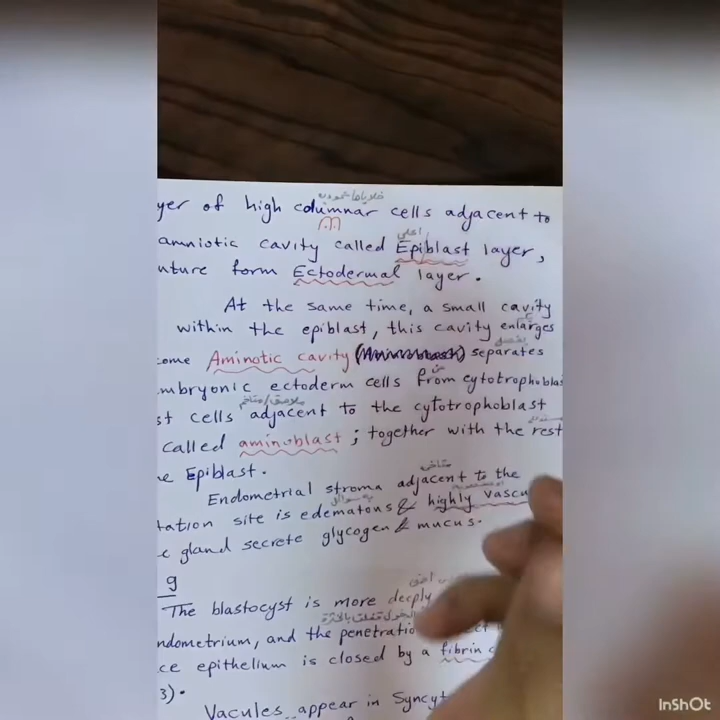 yer of high columnar cells adjacent to
amniotic cavity called Epiblast layer,
uture form Ectodermal layer.
At the same time, a small cavity
within the epiblast, this cavity enlarges
come Aminotic cavity separates
mbryonic ectoderm cells from cytotrophoblas
st cells adjacent to the cytotrophoblast
called aminoblast; together with the rest
e Epiblast.
Endometrial stroma adjacent to the
tation site is edematons & highly vascu
e gland secrete glycogen & mucus.
9
The blastocyst is more deeply
ndometrium, and the penetratio
ce epithelium is closed by a fibrin
3).
Vacules appear in Syncyt
InShOt